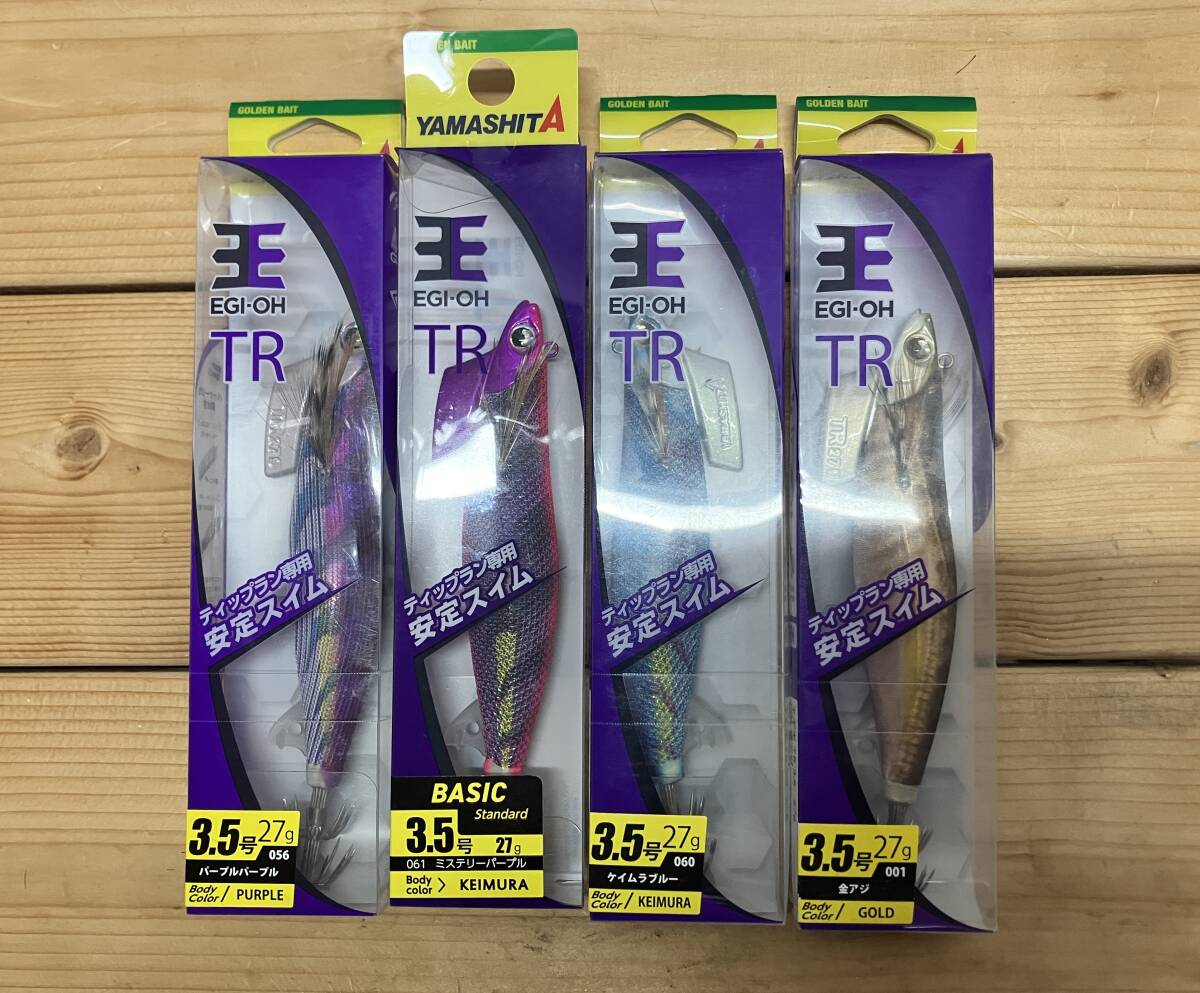 GOLDEN BAIT
EGI-OH
TR
ティップラン専用
安定スイム
3.5号 27g
056
パープルパープル
Body Color / PURPLE
EN BAIT
YAMASHITA
EGI-OH
TR
ティップラン専用
安定スイム
BASIC
Standard
3.5号 27g
061 ミステリーパープル
Body color > KEIMURA
GOLDEN BAIT
EGI-OH
TR
ティップラン専用
安定スイム
3.5号 27g
060
ケイムラブルー
Body Color / KEIMURA
GOLDEN BAIT
EGI-OH
TR
ティップラン専用
安定スイム
3.5号 27g
001
金アジ
Body Color / GOLD